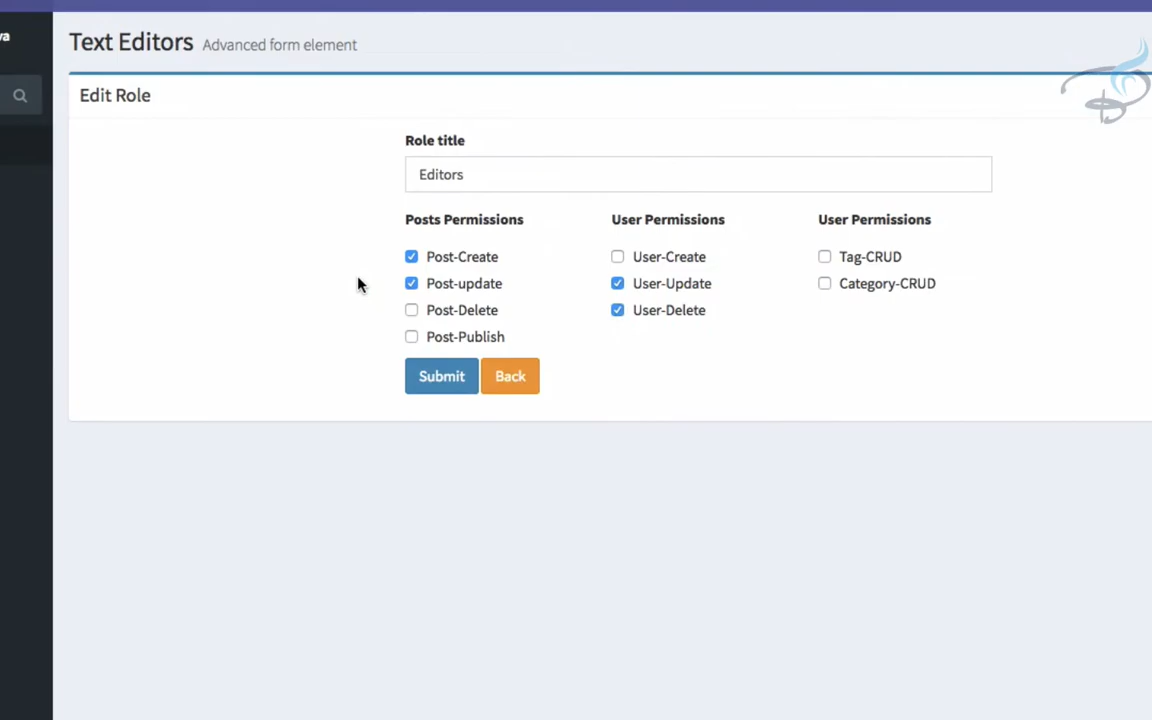 va
Text Editors Advanced form element
Edit Role
Role title
Editors
Posts Permissions User Permissions User Permissions
Post-Create User-Create Tag-CRUD
Post-update User-Update Category-CRUD
Post-Delete User-Delete
Post-Publish
Submit Back